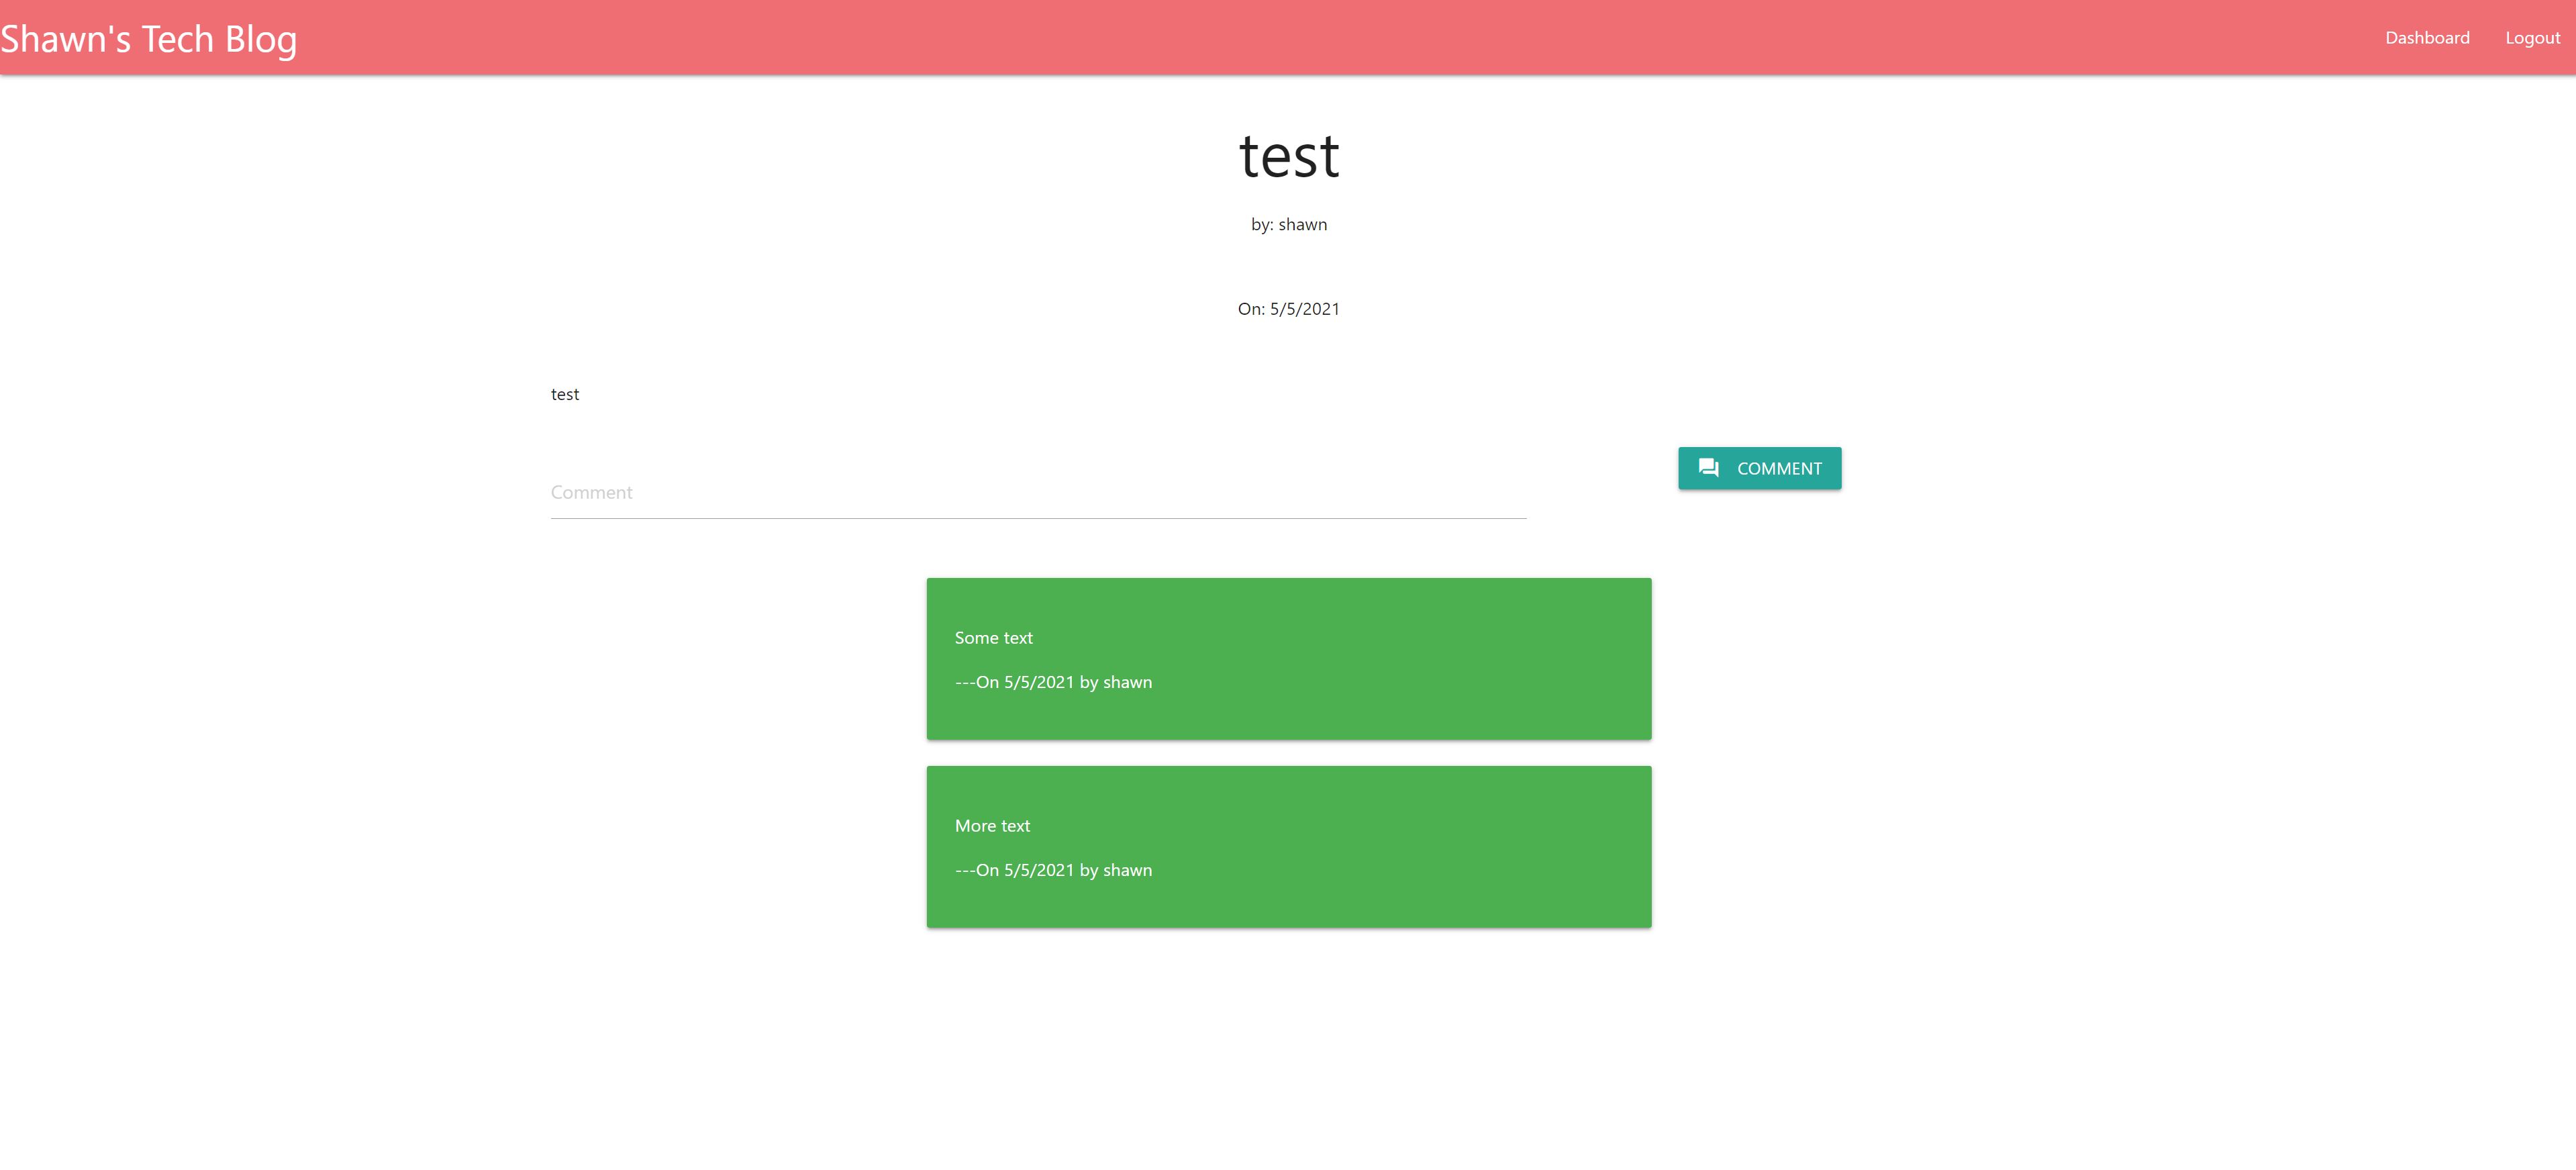 Shawn's Tech Blog
Dashboard
Logout
test
by: shawn
On: 5/5/2021
test
COMMENT
Comment
Some text
---On 5/5/2021 by shawn
More text
---On 5/5/2021 by shawn